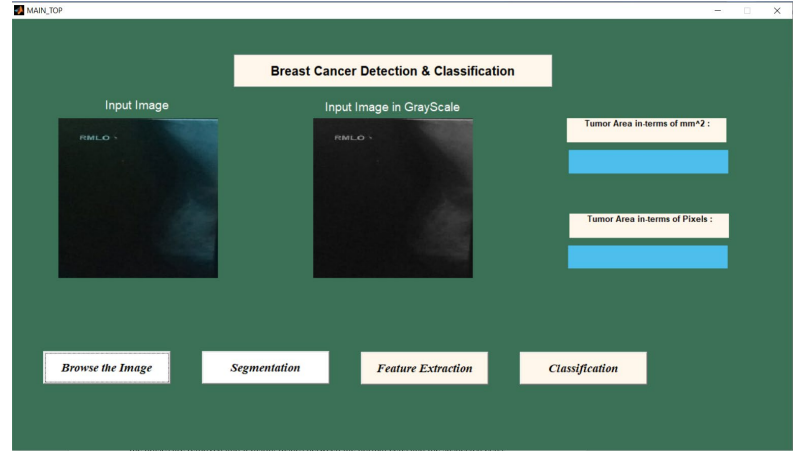 MAIN_TOP
Breast Cancer Detection & Classification
Input Image
Input Image in GrayScale
RMLO
RMLO
Tumor Area in-terms of mm^2 :
Tumor Area in-terms of Pixels :
Browse the Image
Segmentation
Feature Extraction
Classification